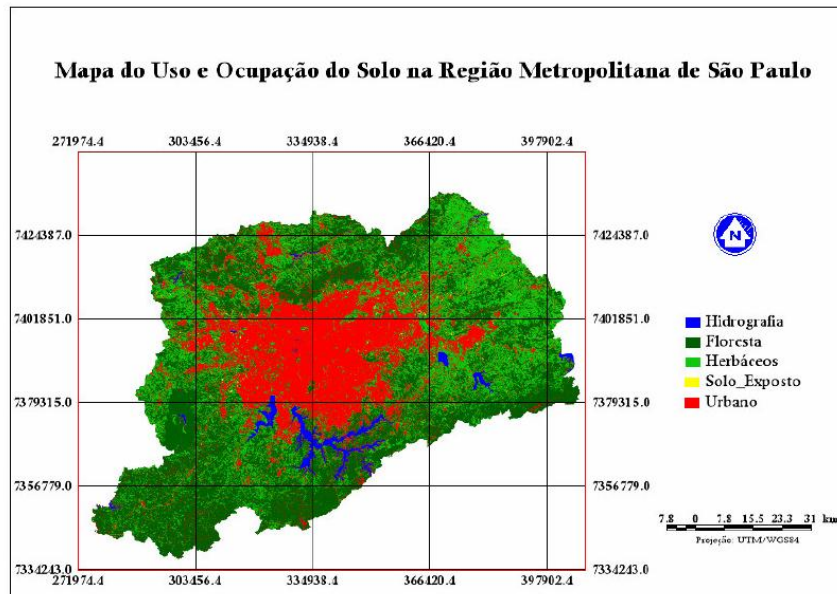 Mapa do Uso e Ocupação do Solo na Região Metropolitana de São Paulo
271974.4 303456.4 334938.4 366420.4 397902.4
7424387.0 7424387.0
N
7401851.0 7401851.0
Hidrografia
Floresta
Herbáceos
Solo_Exposto
Urbano
7379315.0 7379315.0
7356779.0 7356779.0
7.8 0 7.8 15.5 23.3 31 km
Projeção: UTM/WGS84
7334243.0 7334243.0
271974.4 303456.4 334938.4 366420.4 397902.4